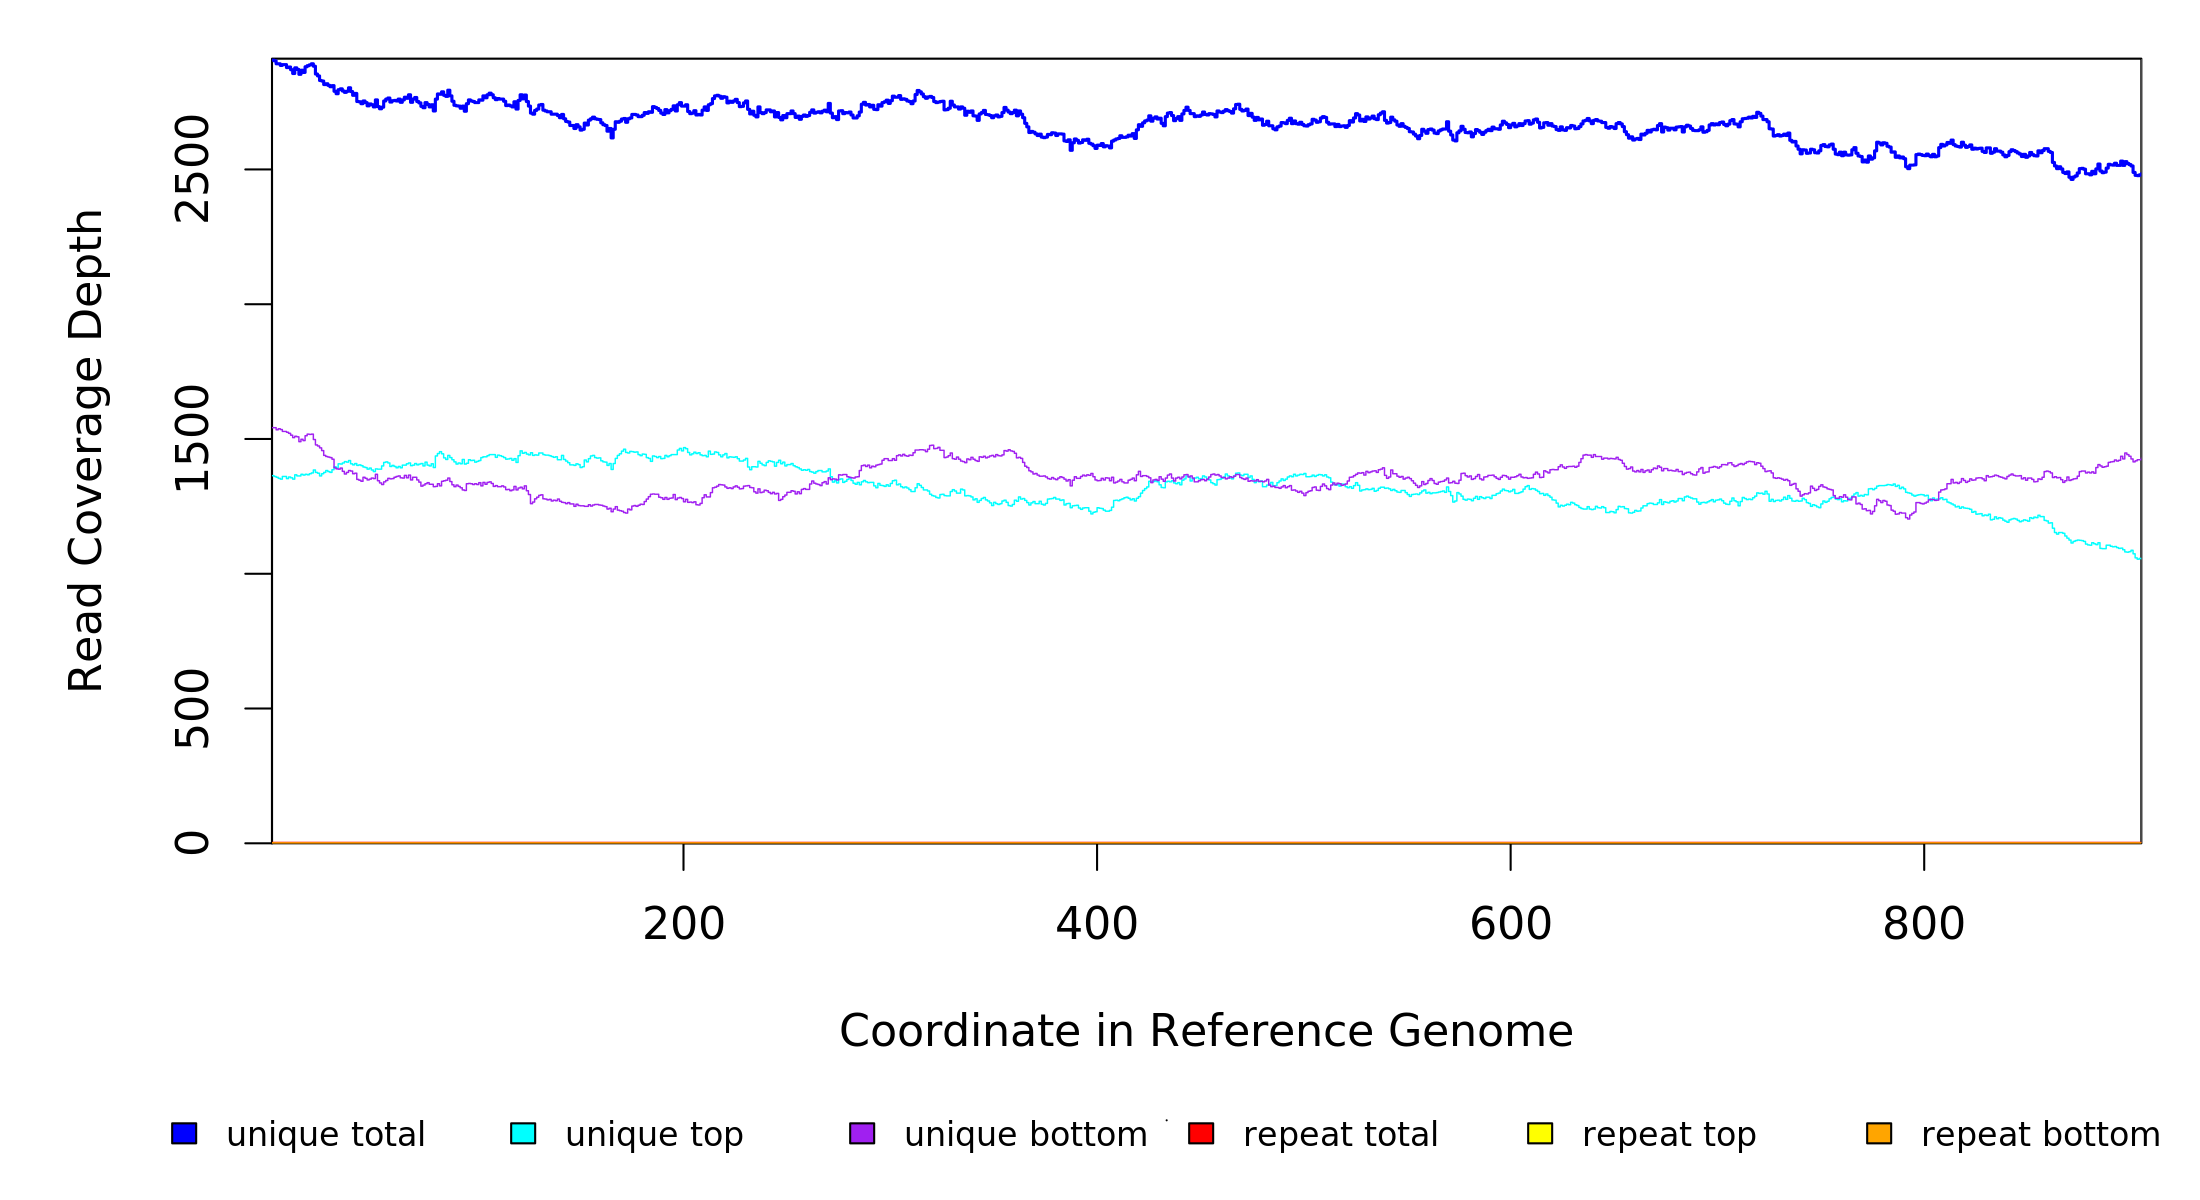 Read Coverage Depth
2500
1500
500
0
200 400 600 800
Coordinate in Reference Genome
unique total unique top unique bottom repeat total repeat top repeat bottom